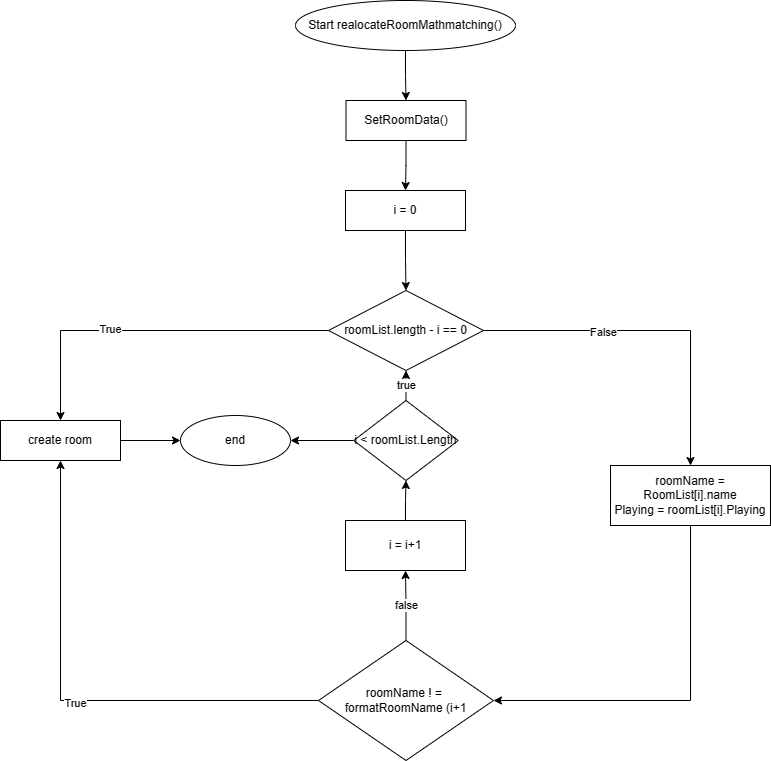 Start realocateRoomMathmatching()
SetRoomData()
i = 0
roomList.length - i == 0
True
False
true
create room
end
i < roomList.Length
roomName =
RoomList[i].name
Playing = roomList[i].Playing
i = i+1
false
roomName ! =
formatRoomName (i+1
True